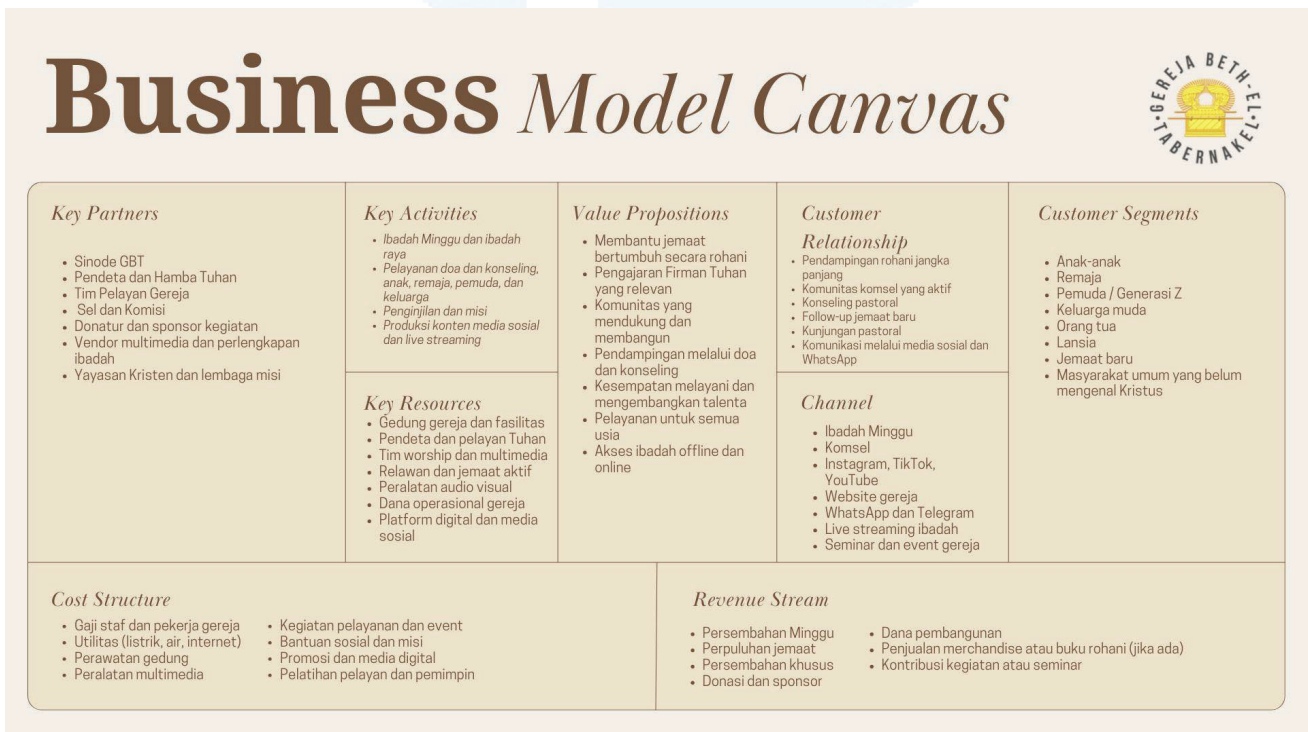 Business Model Canvas
GEREJA BETH-EL
TABERNAKEL
Key Partners
• Sinode GBT
• Pendeta dan Hamba Tuhan
• Tim Pelayan Gereja
• Sel dan Komisi
• Donatur dan sponsor kegiatan
• Vendor multimedia dan perlengkapan
ibadah
• Yayasan Kristen dan lembaga misi
Key Activities
• Ibadah Minggu dan ibadah
raya
• Pelayanan doa dan konseling,
anak, remaja, pemuda, dan
keluarga
• Penginjilan dan misi
• Produksi konten media sosial
dan live streaming
Key Resources
• Gedung gereja dan fasilitas
• Pendeta dan pelayan Tuhan
• Tim worship dan multimedia
• Relawan dan jemaat aktif
• Peralatan audio visual
• Dana operasional gereja
• Platform digital dan media
sosial
Value Propositions
• Membantu jemaat
bertumbuh secara rohani
• Pengajaran Firman Tuhan
yang relevan
• Komunitas yang
mendukung dan
membangun
• Pendampingan melalui doa
dan konseling
• Kesempatan melayani dan
mengembangkan talenta
• Pelayanan untuk semua
usia
• Akses ibadah offline dan
online
Customer
Relationship
• Pendampingan rohani jangka
panjang
• Komunitas komsel yang aktif
• Konseling pastoral
• Follow-up jemaat baru
• Kunjungan pastoral
• Komunikasi melalui media sosial dan
WhatsApp
Channel
• Ibadah Minggu
• Komsel
• Instagram, TikTok,
YouTube
• Website gereja
• WhatsApp dan Telegram
• Live streaming ibadah
• Seminar dan event gereja
Customer Segments
• Anak-anak
• Remaja
• Pemuda / Generasi Z
• Keluarga muda
• Orang tua
• Lansia
• Jemaat baru
• Masyarakat umum yang belum
mengenal Kristus
Cost Structure
• Gaji staf dan pekerja gereja
• Utilitas (listrik, air, internet)
• Perawatan gedung
• Peralatan multimedia
• Kegiatan pelayanan dan event
• Bantuan sosial dan misi
• Promosi dan media digital
• Pelatihan pelayan dan pemimpin
Revenue Stream
• Persembahan Minggu
• Perpuluhan jemaat
• Persembahan khusus
• Donasi dan sponsor
• Dana pembangunan
• Penjualan merchandise atau buku rohani (jika ada)
• Kontribusi kegiatan atau seminar